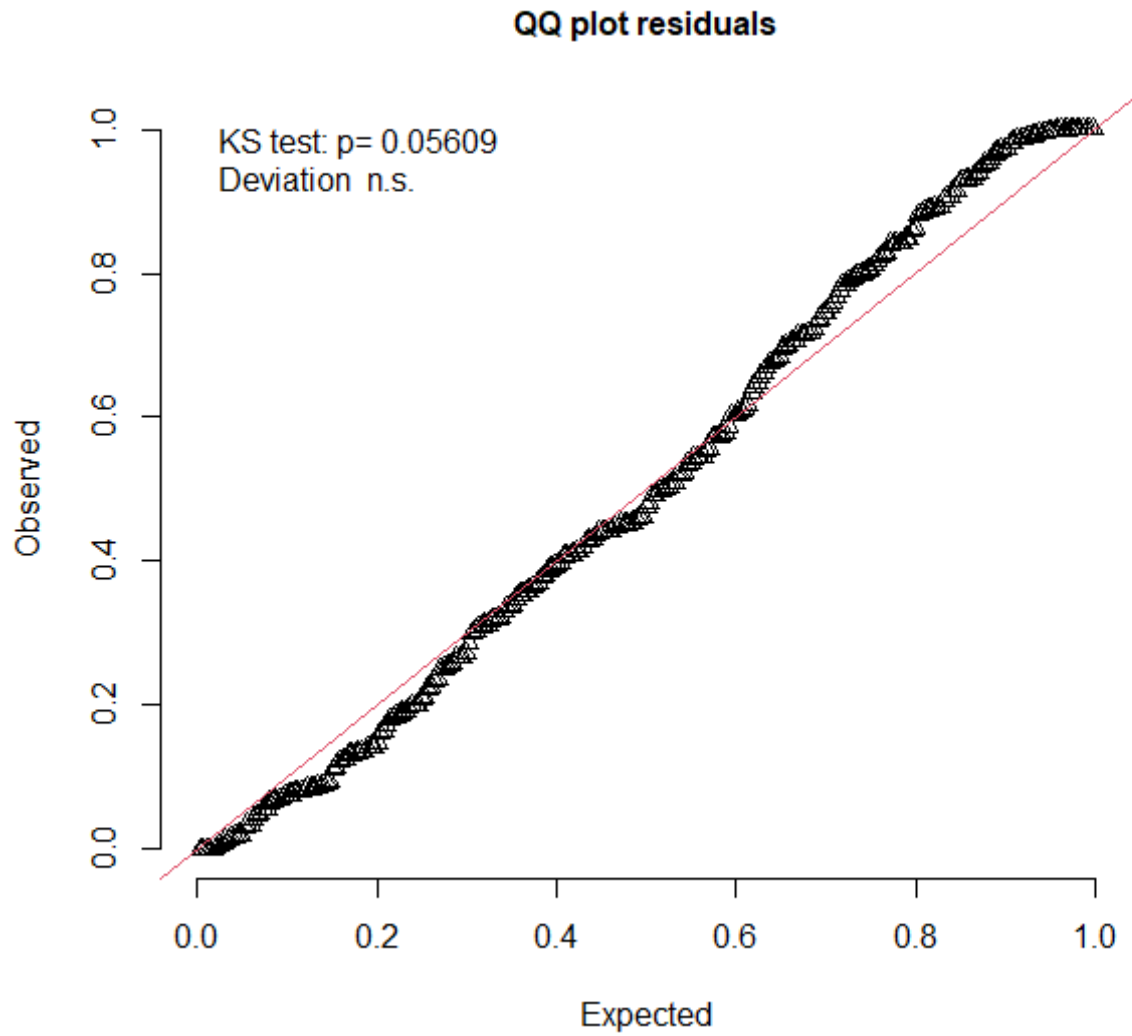 QQ plot residuals
KS test: p= 0.05609
Deviation n.s.
Observed
1.0
0.8
0.6
0.4
0.2
0.0
0.0 0.2 0.4 0.6 0.8 1.0
Expected